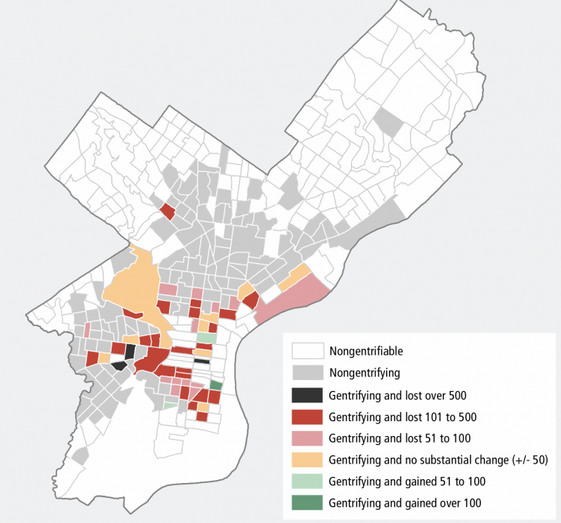 Nongentrifiable
Nongentrifying
Gentrifying and lost over 500
Gentrifying and lost 101 to 500
Gentrifying and lost 51 to 100
Gentrifying and no substantial change (+/- 50)
Gentrifying and gained 51 to 100
Gentrifying and gained over 100